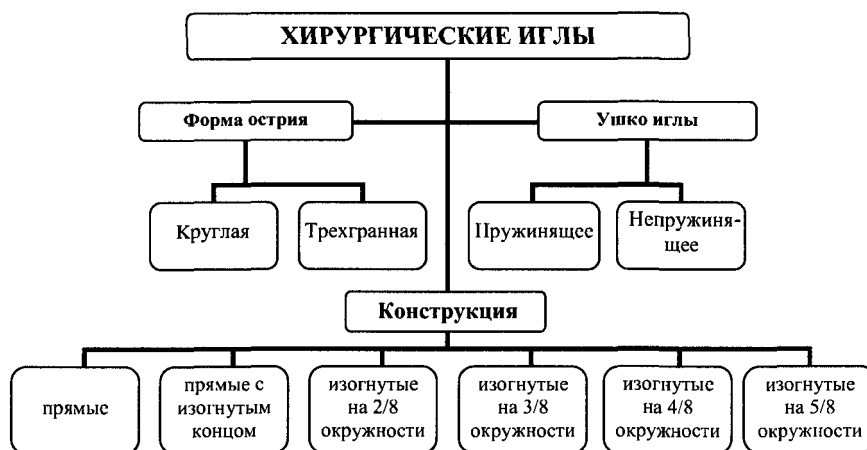 ХИРУРГИЧЕСКИЕ ИГЛЫ
Форма острия
Ушко иглы
Круглая
Трехгранная
Пружинящее
Непружиня-
щее
Конструкция
прямые
прямые с
изогнутым
концом
изогнутые
на 2/8
окружности
изогнутые
на 3/8
окружности
изогнутые
на 4/8
окружности
изогнутые
на 5/8
окружности